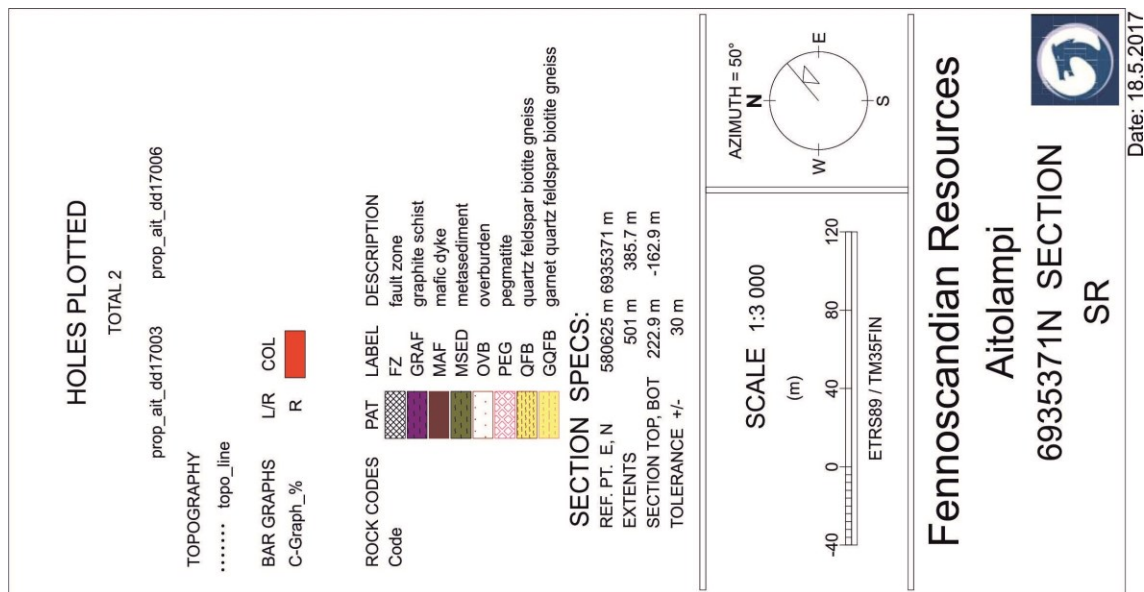 HOLES PLOTTED
TOTAL 2
prop_ait_dd17003 prop_ait_dd17006
TOPOGRAPHY
....... topo_line
BAR GRAPHS L/R COL
C-Graph_% R
ROCK CODES PAT LABEL DESCRIPTION
Code FZ fault zone
GRAF graphite schist
MAF mafic dyke
MSED metasediment
OVB overburden
PEG pegmatite
QFB quartz feldspar biotite gneiss
GQFB garnet quartz feldspar biotite gneiss
SECTION SPECS:
REF. PT. E, N 580625 m 6935371 m
EXTENTS 501 m 385.7 m
SECTION TOP, BOT 222.9 m -162.9 m
TOLERANCE +/- 30 m
SCALE 1:3 000
(m)
-40 0 40 80 120
ETRS89 / TM35FIN
AZIMUTH = 50°
N
W E
S
Fennoscandian Resources
Aitolampi
6935371N SECTION
SR
Date: 18.5.2017